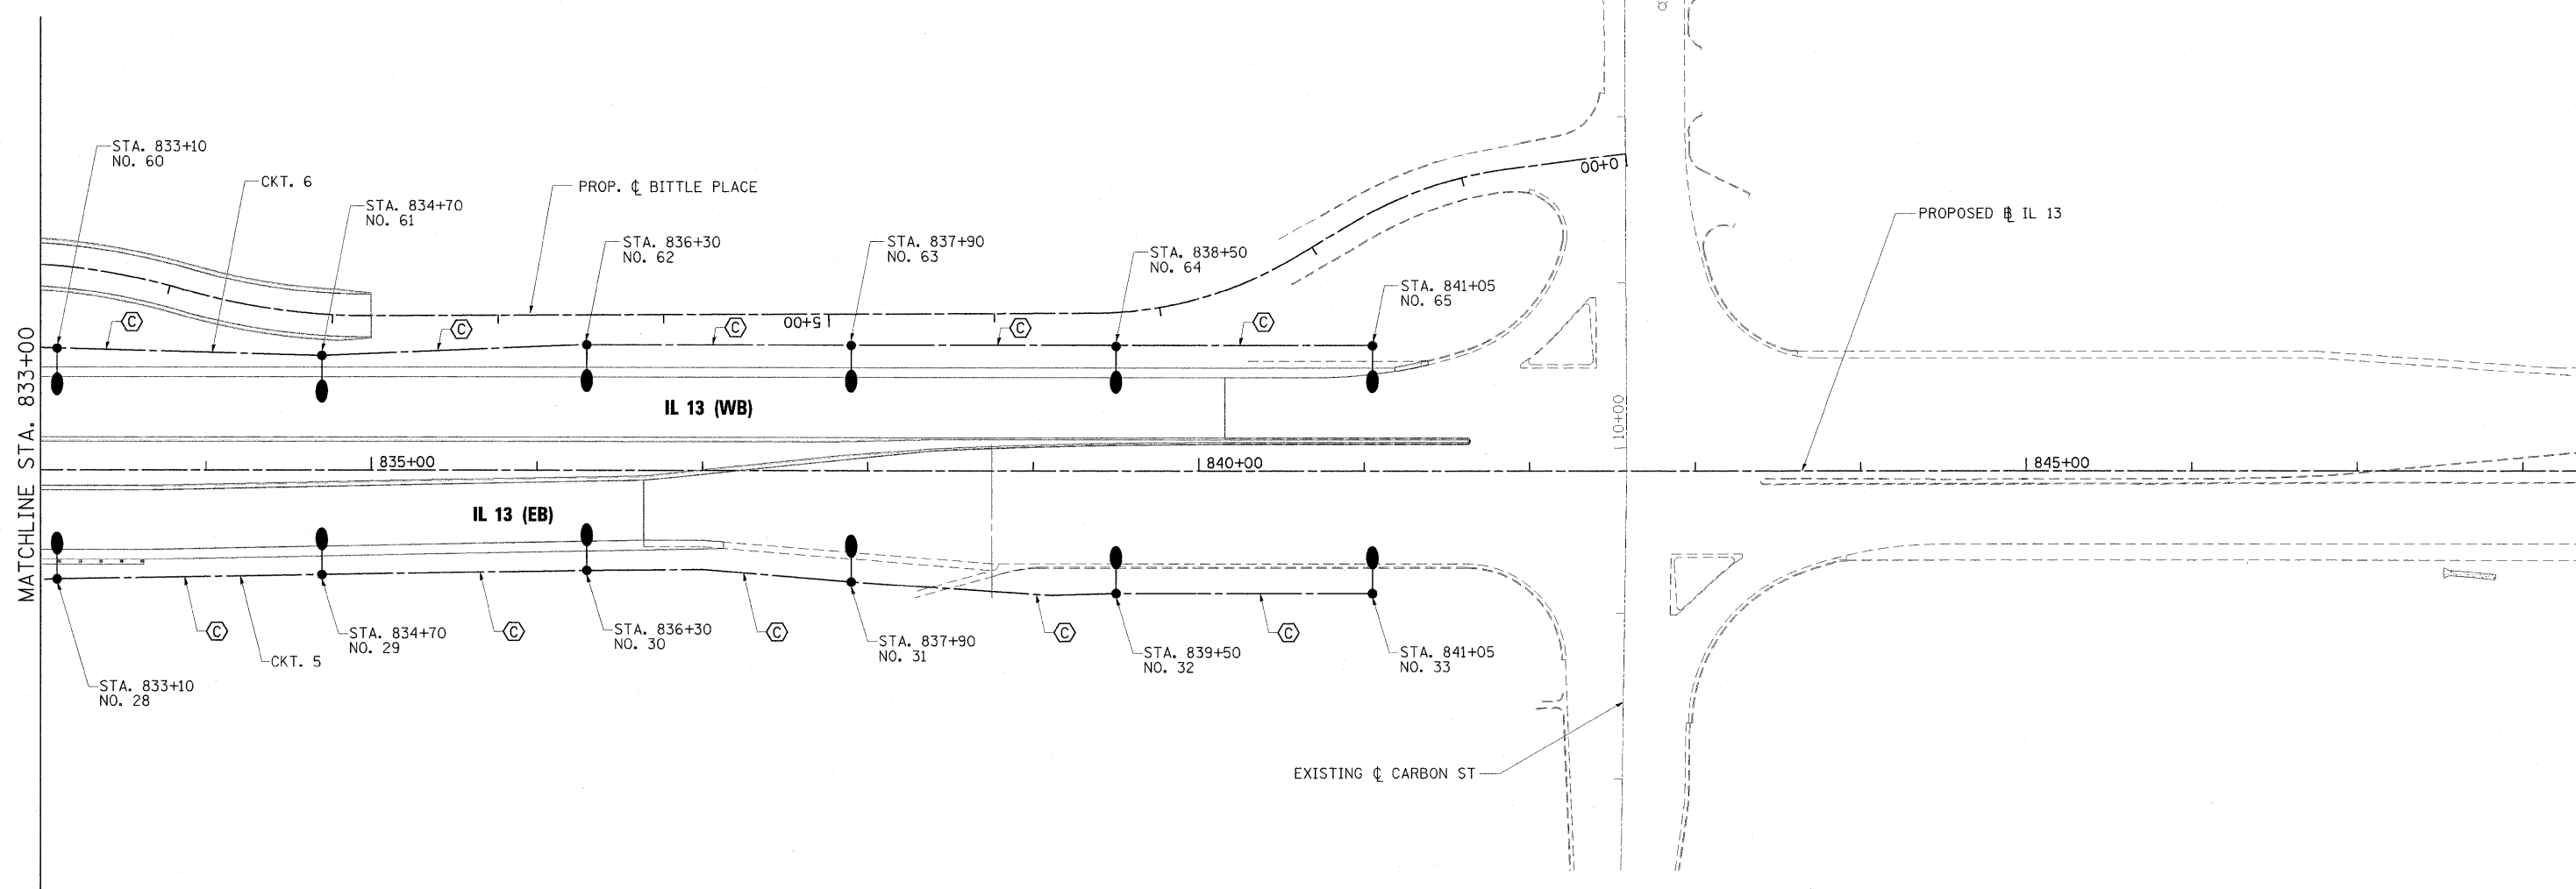 STA. 833+10
NO. 60
CKT. 6
STA. 834+70
NO. 61
PROP. ℄ BITTLE PLACE
STA. 836+30
NO. 62
STA. 837+90
NO. 63
STA. 838+50
NO. 64
STA. 841+05
NO. 65
0+00
PROPOSED B̵L IL 13
C
C
C
C
C
5+00
MATCHLINE STA. 833+00
IL 13 (WB)
10+00
835+00
840+00
845+00
IL 13 (EB)
C
C
C
C
C
STA. 833+10
NO. 28
CKT. 5
STA. 834+70
NO. 29
STA. 836+30
NO. 30
STA. 837+90
NO. 31
STA. 839+50
NO. 32
STA. 841+05
NO. 33
EXISTING ℄ CARBON ST